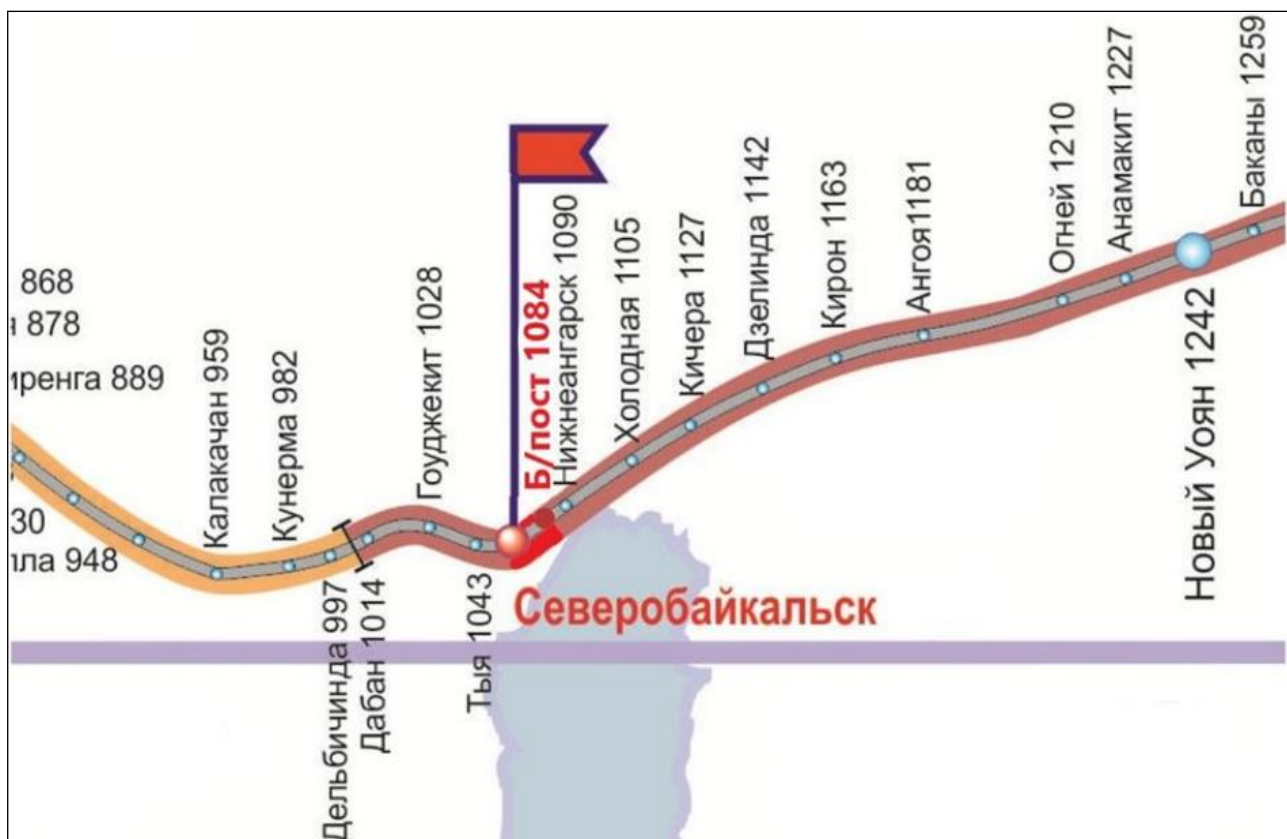 868
878
иренга 889
30
лла 948
Калакачан 959
Кунерма 982
Дельбичинда 997
Дабан 1014
Гоуджекит 1028
Тыя 1043
Северобайкальск
Б/пост 1084
Нижнеангарск 1090
Холодная 1105
Кичера 1127
Дзелинда 1142
Кирон 1163
Ангоя1181
Огней 1210
Анамакит 1227
Новый Уоян 1242
Баканы 1259